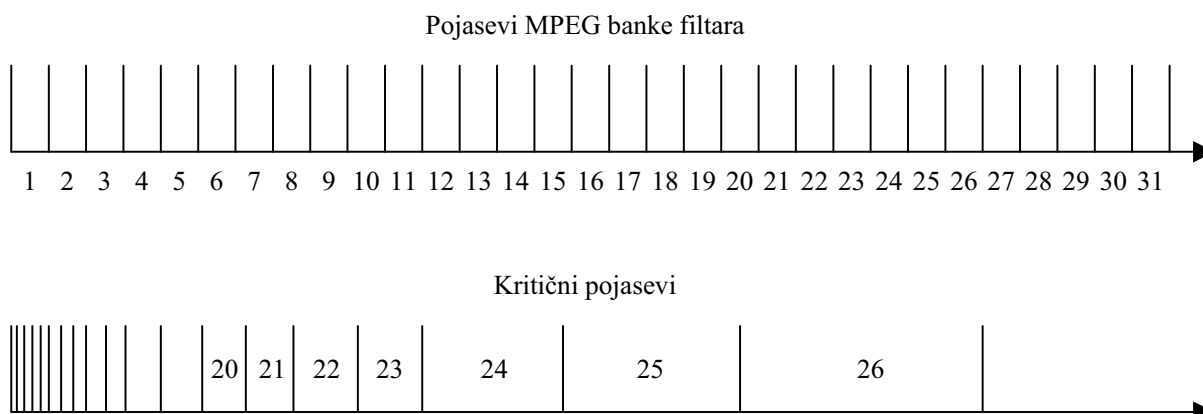 Pojasevi MPEG banke filtara
1 2 3 4 5 6 7 8 9 10 11 12 13 14 15 16 17 18 19 20 21 22 23 24 25 26 27 28 29 30 31
Kritični pojasevi
20 21 22 23 24 25 26